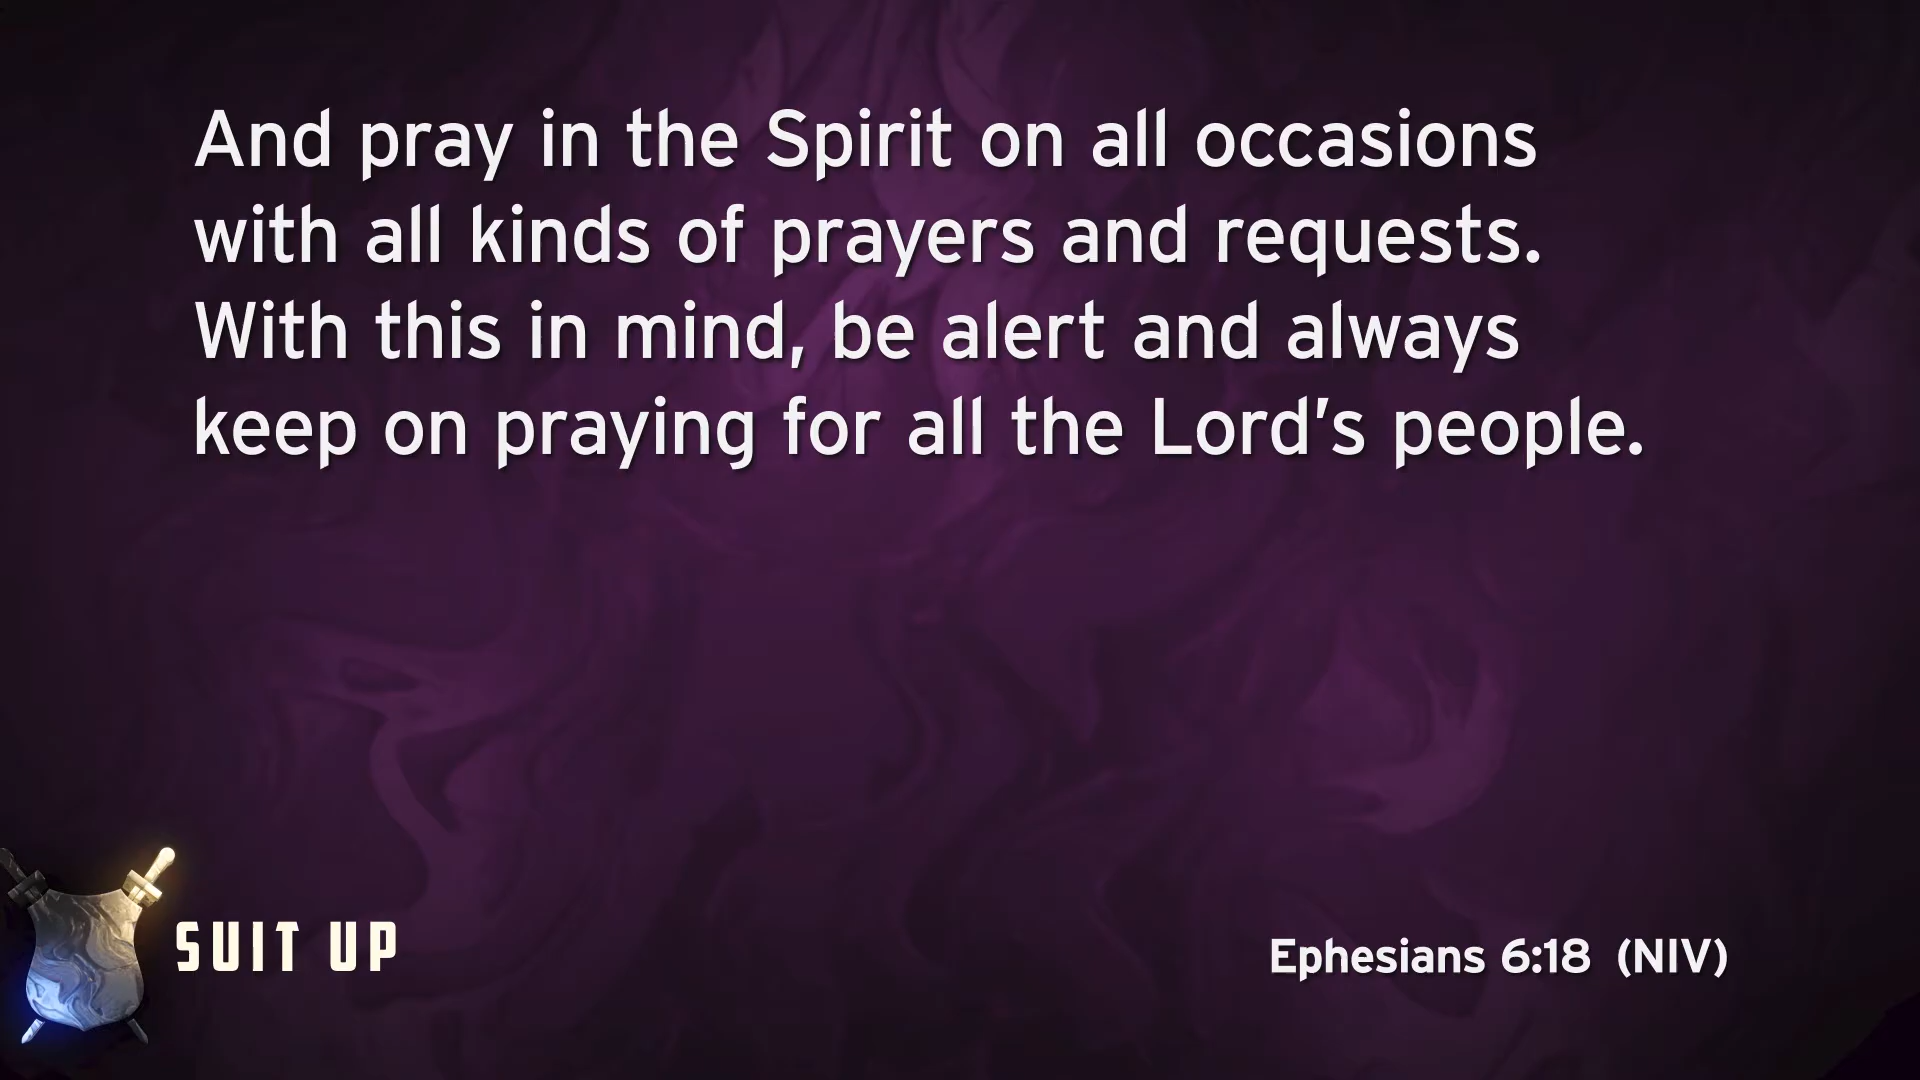 And pray in the Spirit on all occasions
with all kinds of prayers and requests.
With this in mind, be alert and always
keep on praying for all the Lord’s people.
SUIT UP
Ephesians 6:18 (NIV)